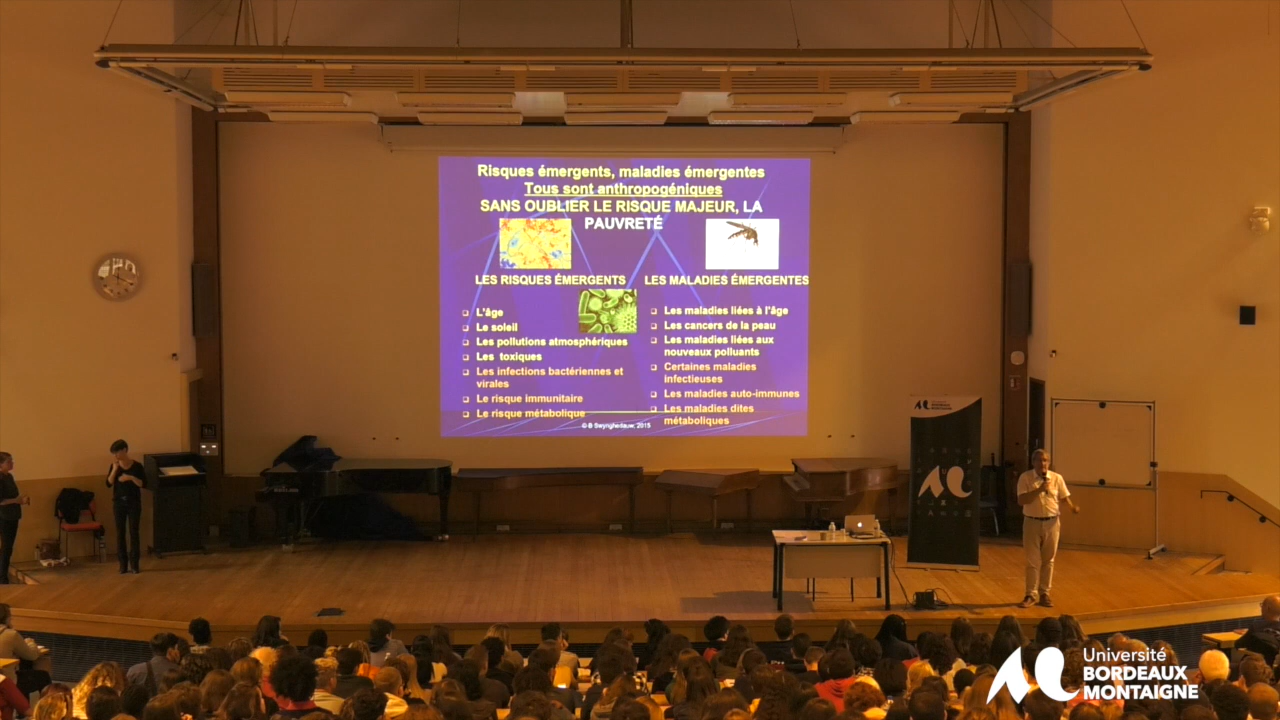 Risques émergents, maladies émergentes
Tous sont anthropogéniques
SANS OUBLIER LE RISQUE MAJEUR, LA
PAUVRETÉ
LES RISQUES ÉMERGENTS
L'âge
Le soleil
Les pollutions atmosphériques
Les toxiques
Les infections bactériennes et
virales
Le risque immunitaire
Le risque métabolique
LES MALADIES ÉMERGENTES
Les maladies liées à l'âge
Les cancers de la peau
Les maladies liées aux
nouveaux polluants
Certaines maladies
infectieuses
Les maladies auto-immunes
Les maladies dites
métaboliques
© B Swynghedauw, 2015
Université
BORDEAUX
MONTAIGNE